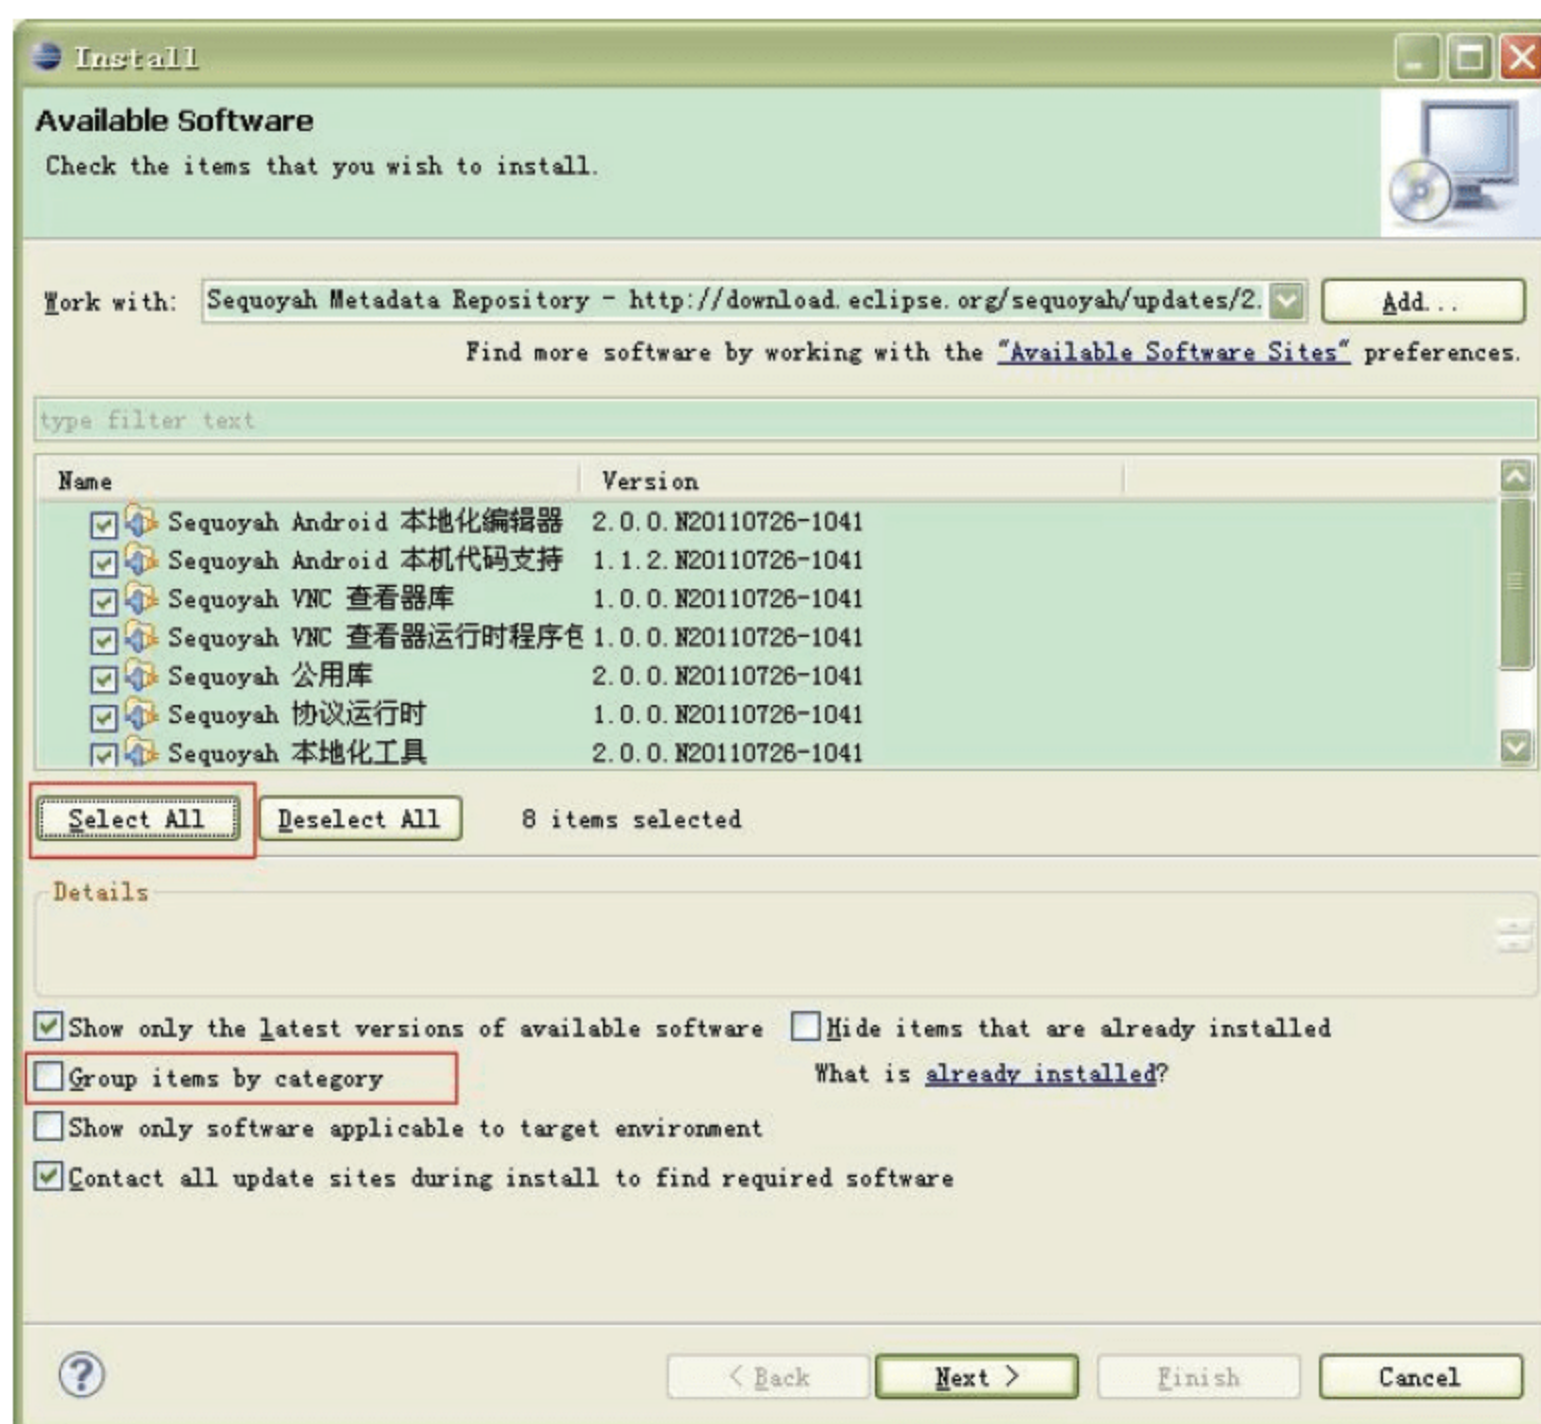 Install
Available Software
Check the items that you wish to install.
Work with: Sequoyah Metadata Repository - http://download.eclipse.org/sequoyah/updates/2. Add...
Find more software by working with the "Available Software Sites" preferences.
type filter text
Name Version
Sequoyah Android 本地化编辑器 2.0.0.N20110726-1041
Sequoyah Android 本机代码支持 1.1.2.N20110726-1041
Sequoyah VNC 查看器库 1.0.0.N20110726-1041
Sequoyah VNC 查看器运行时程序包 1.0.0.N20110726-1041
Sequoyah 公用库 2.0.0.N20110726-1041
Sequoyah 协议运行时 1.0.0.N20110726-1041
Sequoyah 本地化工具 2.0.0.N20110726-1041
Select All Deselect All 8 items selected
Details
Show only the latest versions of available software Hide items that are already installed
Group items by category What is already installed?
Show only software applicable to target environment
Contact all update sites during install to find required software
? < Back Next > Finish Cancel